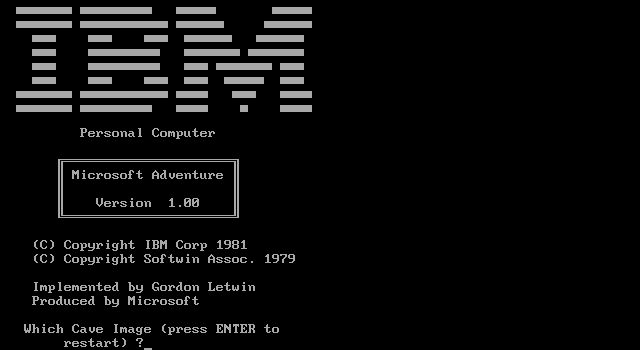 IBM
Personal Computer
Microsoft Adventure
Version 1.00
(C) Copyright IBM Corp 1981
(C) Copyright Softwin Assoc. 1979
Implemented by Gordon Letwin
Produced by Microsoft
Which Cave Image (press ENTER to
restart) ?_